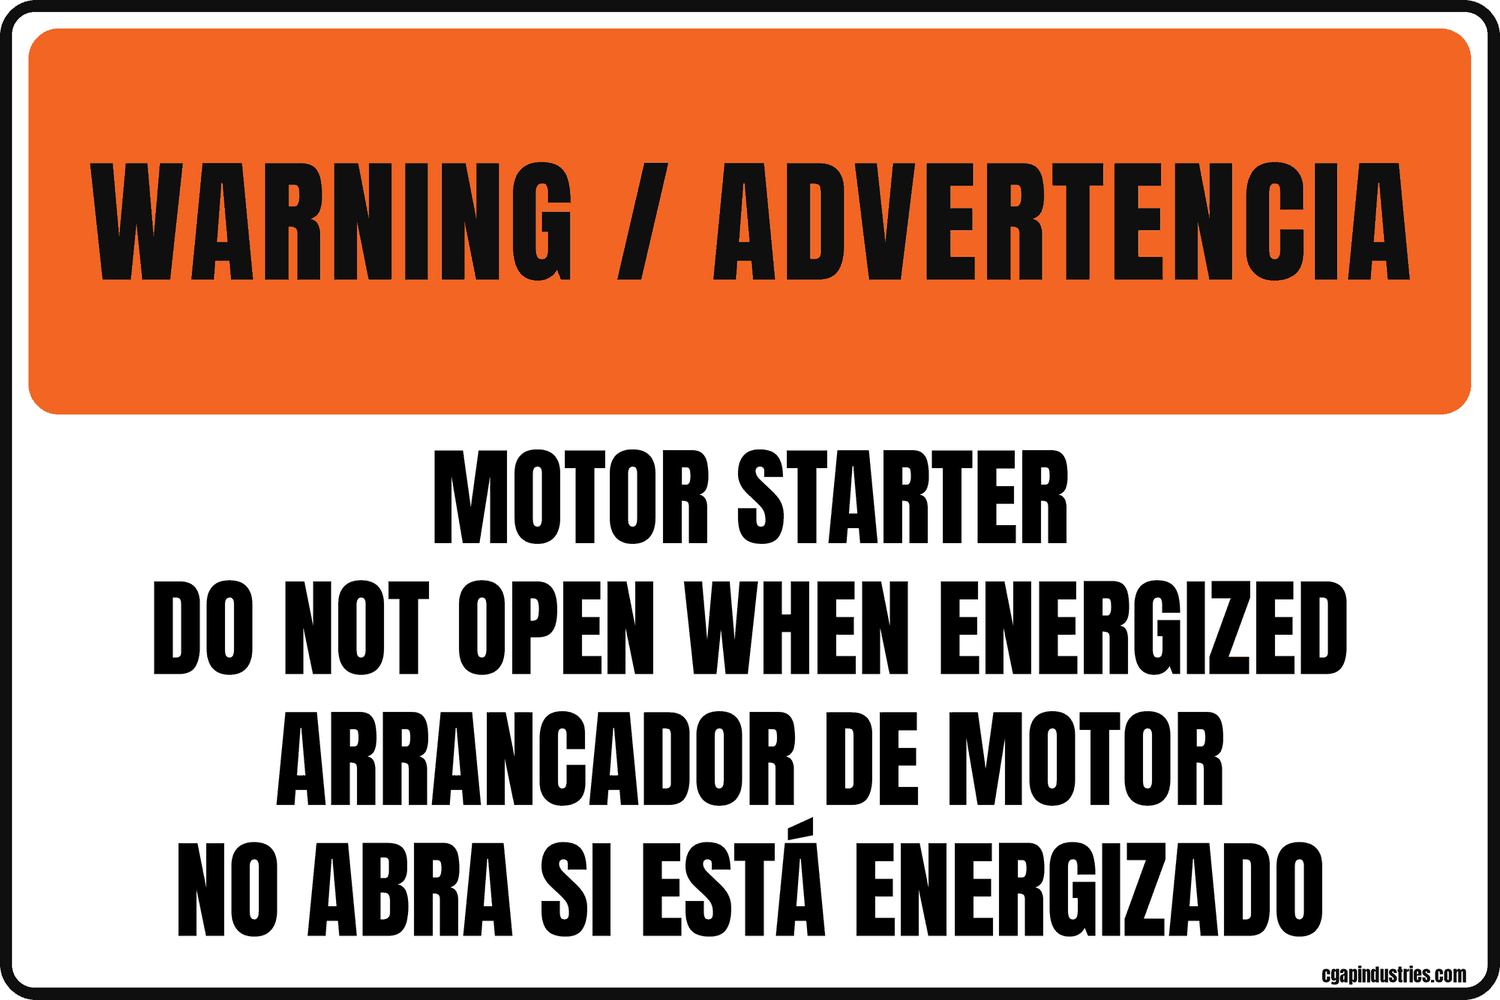 WARNING / ADVERTENCIA
MOTOR STARTER
DO NOT OPEN WHEN ENERGIZED
ARRANCADOR DE MOTOR
NO ABRA SI ESTÁ ENERGIZADO
cgapindustries.com